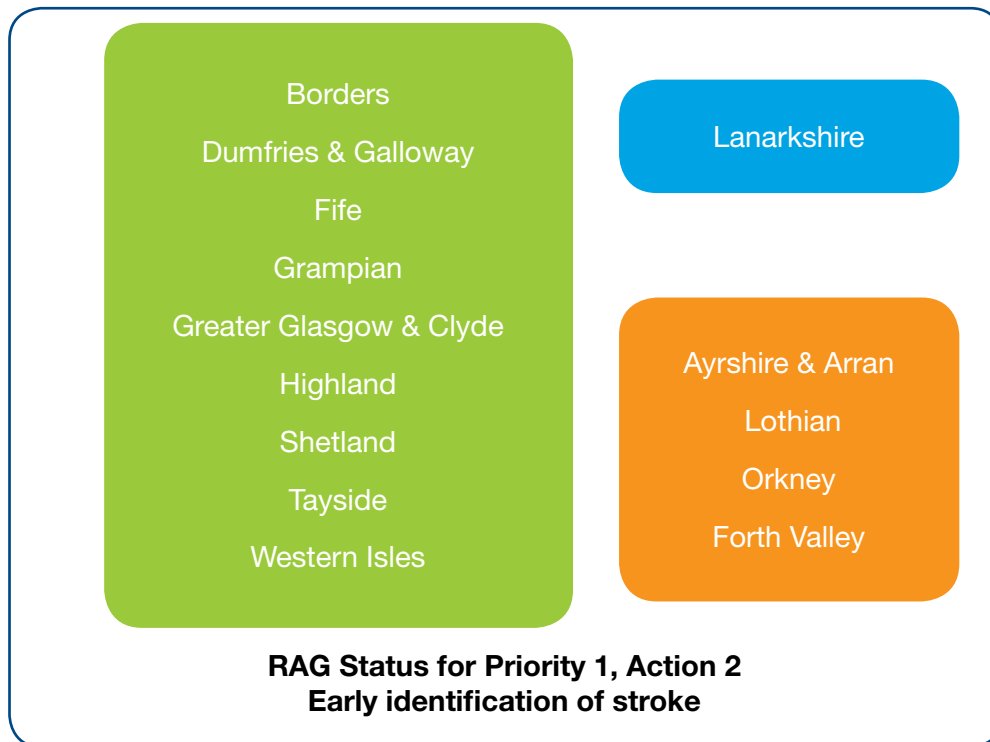 Borders
Dumfries & Galloway
Fife
Grampian
Greater Glasgow & Clyde
Highland
Shetland
Tayside
Western Isles
Lanarkshire
Ayrshire & Arran
Lothian
Orkney
Forth Valley
RAG Status for Priority 1, Action 2
Early identification of stroke